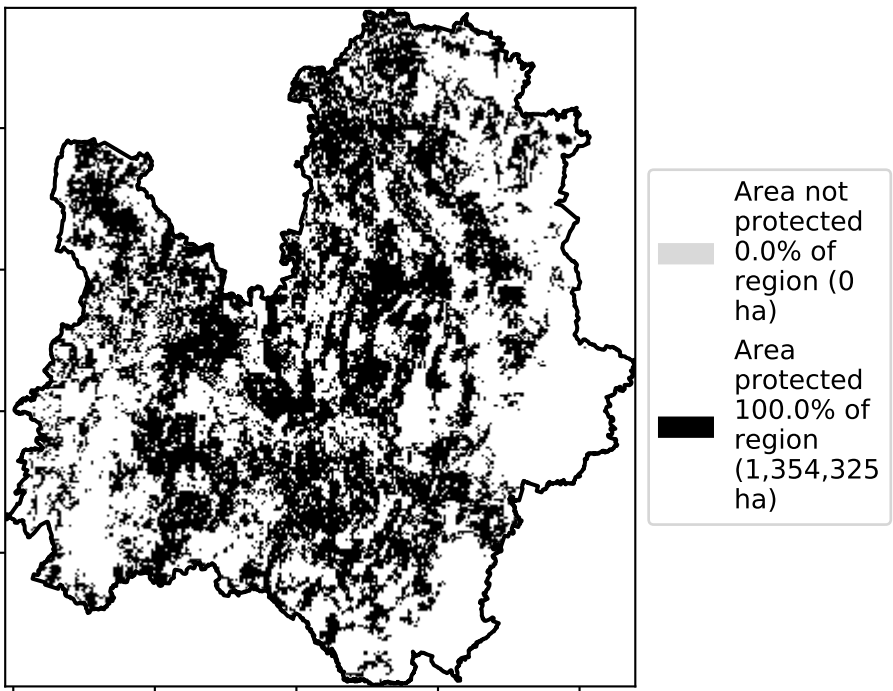 Area not
protected
0.0% of
region (0
ha)
Area
protected
100.0% of
region
(1,354,325
ha)